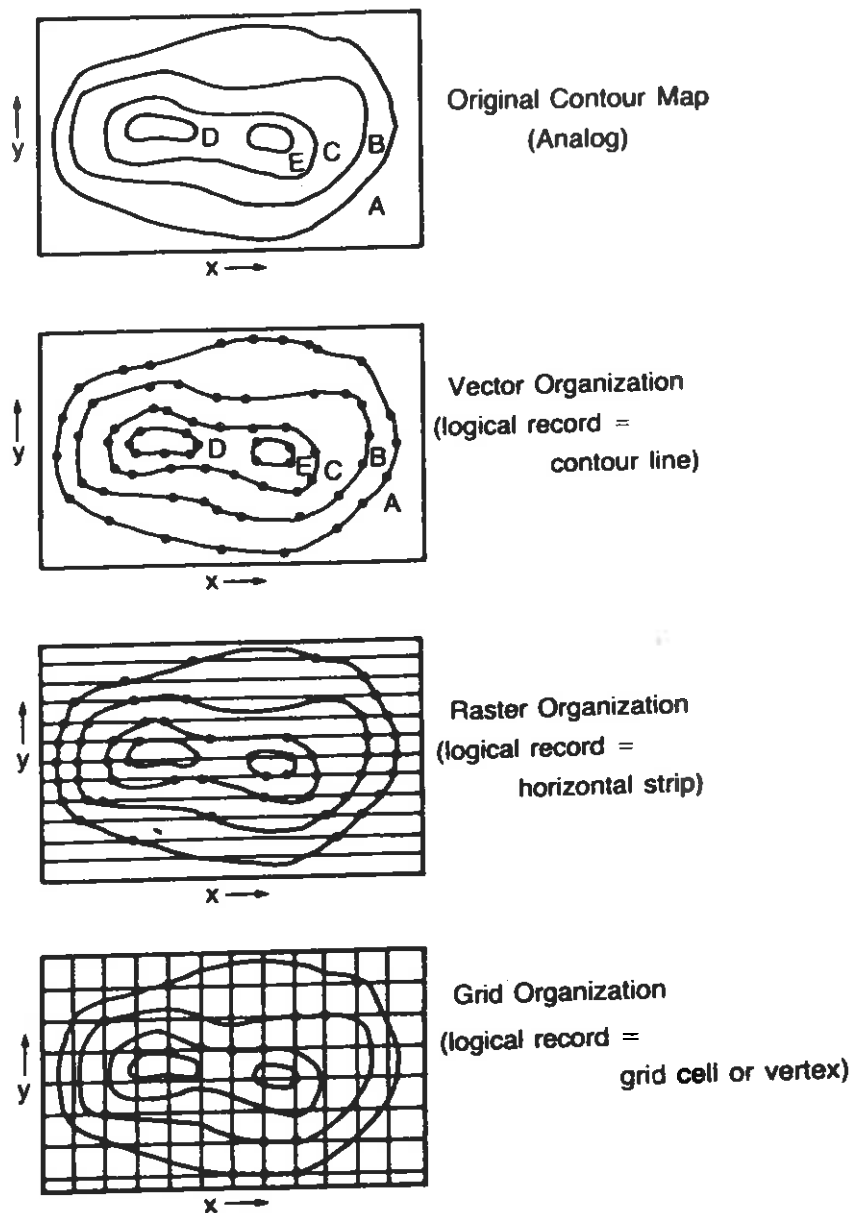 Original Contour Map
(Analog)
y
D
E
C
B
A
x
Vector Organization
(logical record =
contour line)
y
D
E
C
B
A
x
Raster Organization
(logical record =
horizontal strip)
y
x
Grid Organization
(logical record =
grid cell or vertex)
y
x